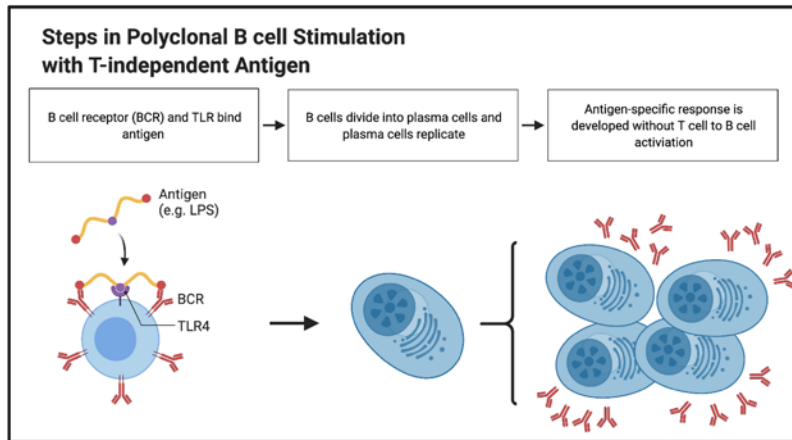 Steps in Polyclonal B cell Stimulation
with T-independent Antigen
B cell receptor (BCR) and TLR bind
antigen
B cells divide into plasma cells and
plasma cells replicate
Antigen-specific response is
developed without T cell to B cell
activiation
Antigen
(e.g. LPS)
BCR
TLR4